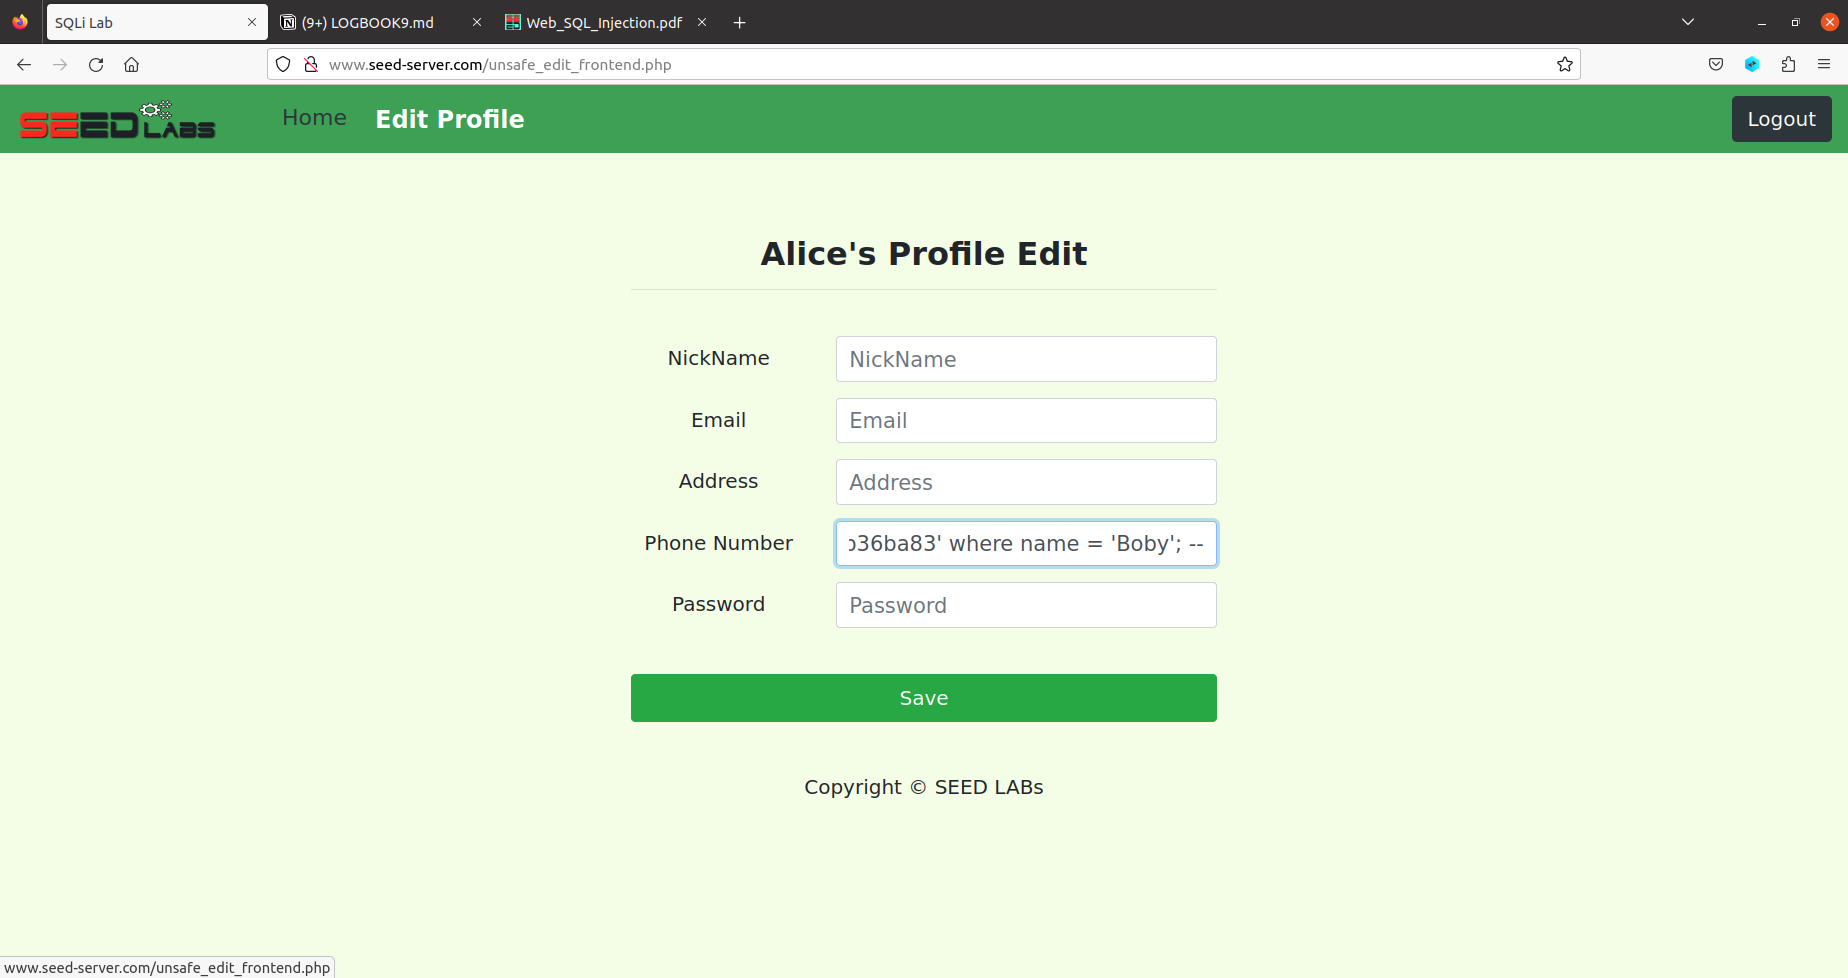 SQLi Lab
(9+) LOGBOOK9.md
Web_SQL_Injection.pdf
www.seed-server.com/unsafe_edit_frontend.php
SEED LABS
Home
Edit Profile
Logout
Alice's Profile Edit
NickName
NickName
Email
Email
Address
Address
Phone Number
b36ba83' where name = 'Boby'; --
Password
Password
Save
Copyright © SEED LABs
www.seed-server.com/unsafe_edit_frontend.php